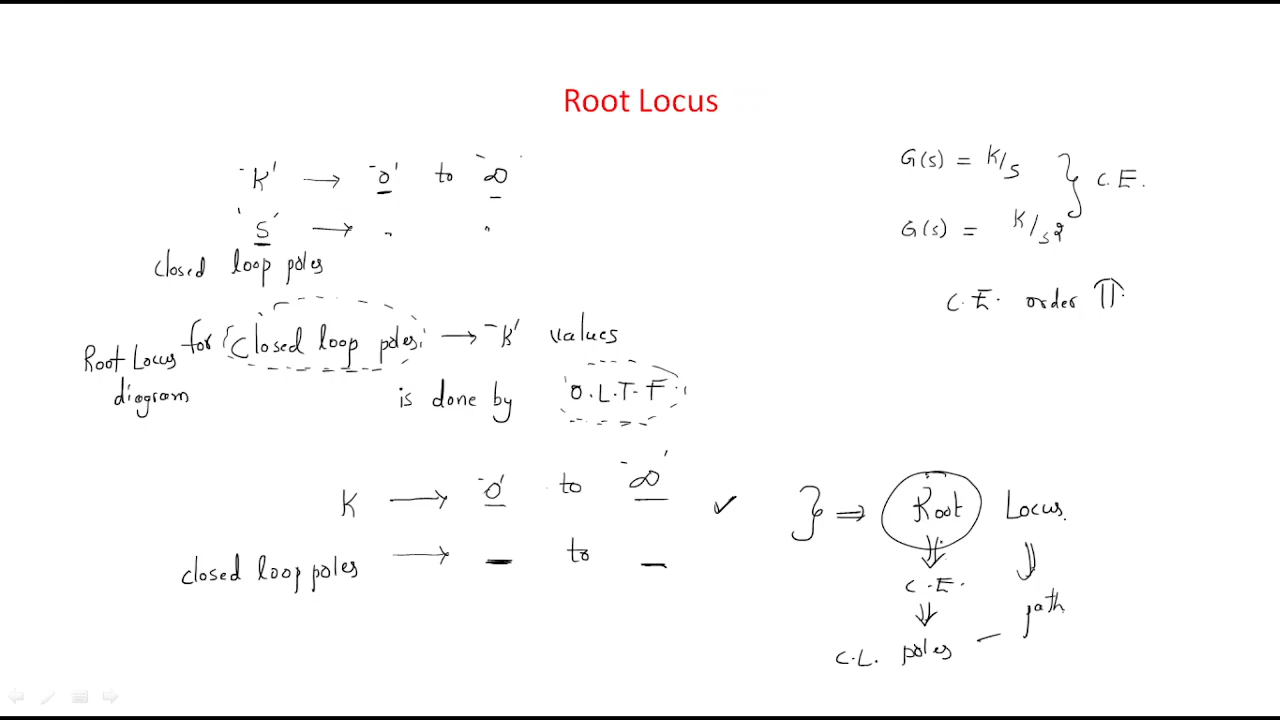 Root Locus
'K' → '0' to '∞'
'S' → " "
closed loop poles
Root Locus diagram for closed loop poles → 'K' values
is done by O.L.T.F
K → '0' to '∞' ✓
closed loop poles → _ to _
G(s) = K/s } C.E.
G(s) = K/s2
C.E. order ⇑
} ⇒ Root Locus.
⇓ ⇓
C.E. path
⇓
C.L. poles –